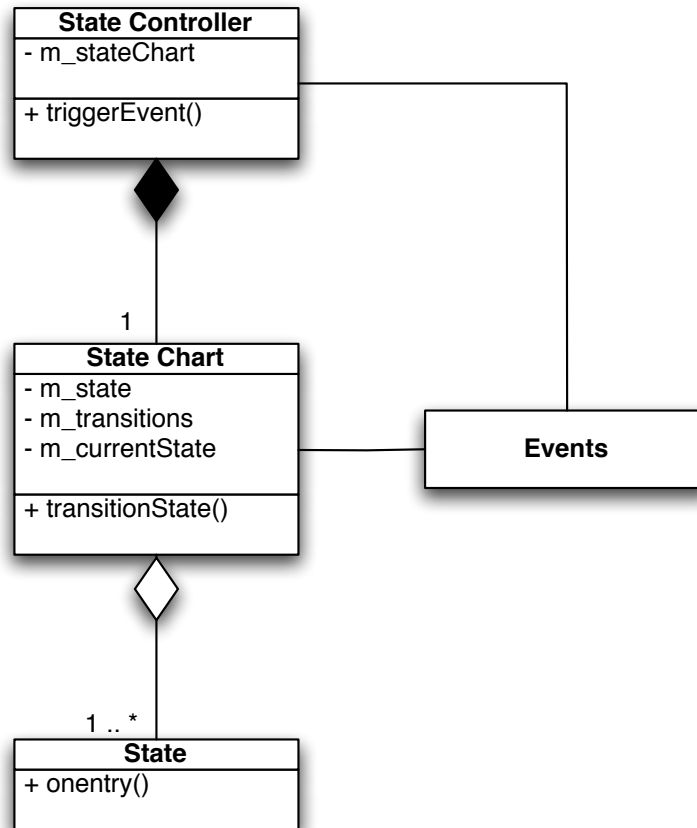 State Controller
- m_stateChart
+ triggerEvent()
1
State Chart
- m_state
- m_transitions
- m_currentState
+ transitionState()
Events
1 .. *
State
+ onentry()